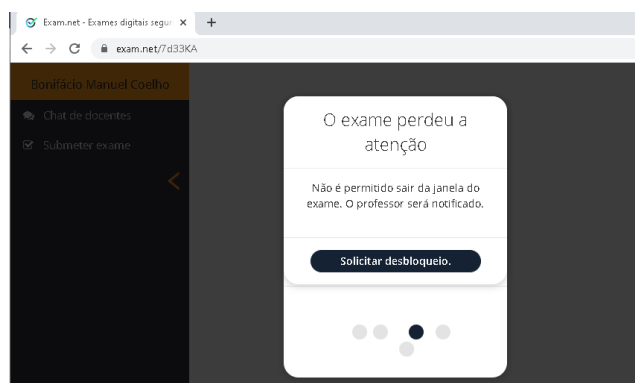 Exam.net - Exames digitais segur
exam.net/7d33KA
Bonifácio Manuel Coelho
Chat de docentes
Submeter exame
O exame perdeu a
atenção
Não é permitido sair da janela do
exame. O professor será notificado.
Solicitar desbloqueio.